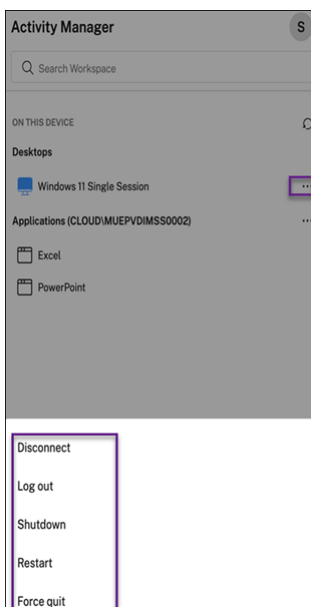 Activity Manager
S
Search Workspace
ON THIS DEVICE
Desktops
Windows 11 Single Session
Applications (CLOUD\MUEPVDIMSS0002)
Excel
PowerPoint
Disconnect
Log out
Shutdown
Restart
Force quit